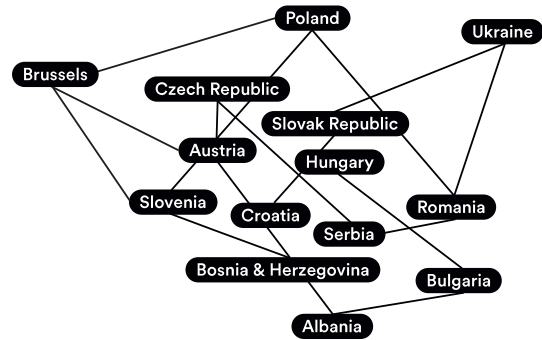 Poland
Ukraine
Brussels
Czech Republic
Slovak Republic
Austria
Hungary
Slovenia
Croatia
Romania
Serbia
Bosnia & Herzegovina
Bulgaria
Albania